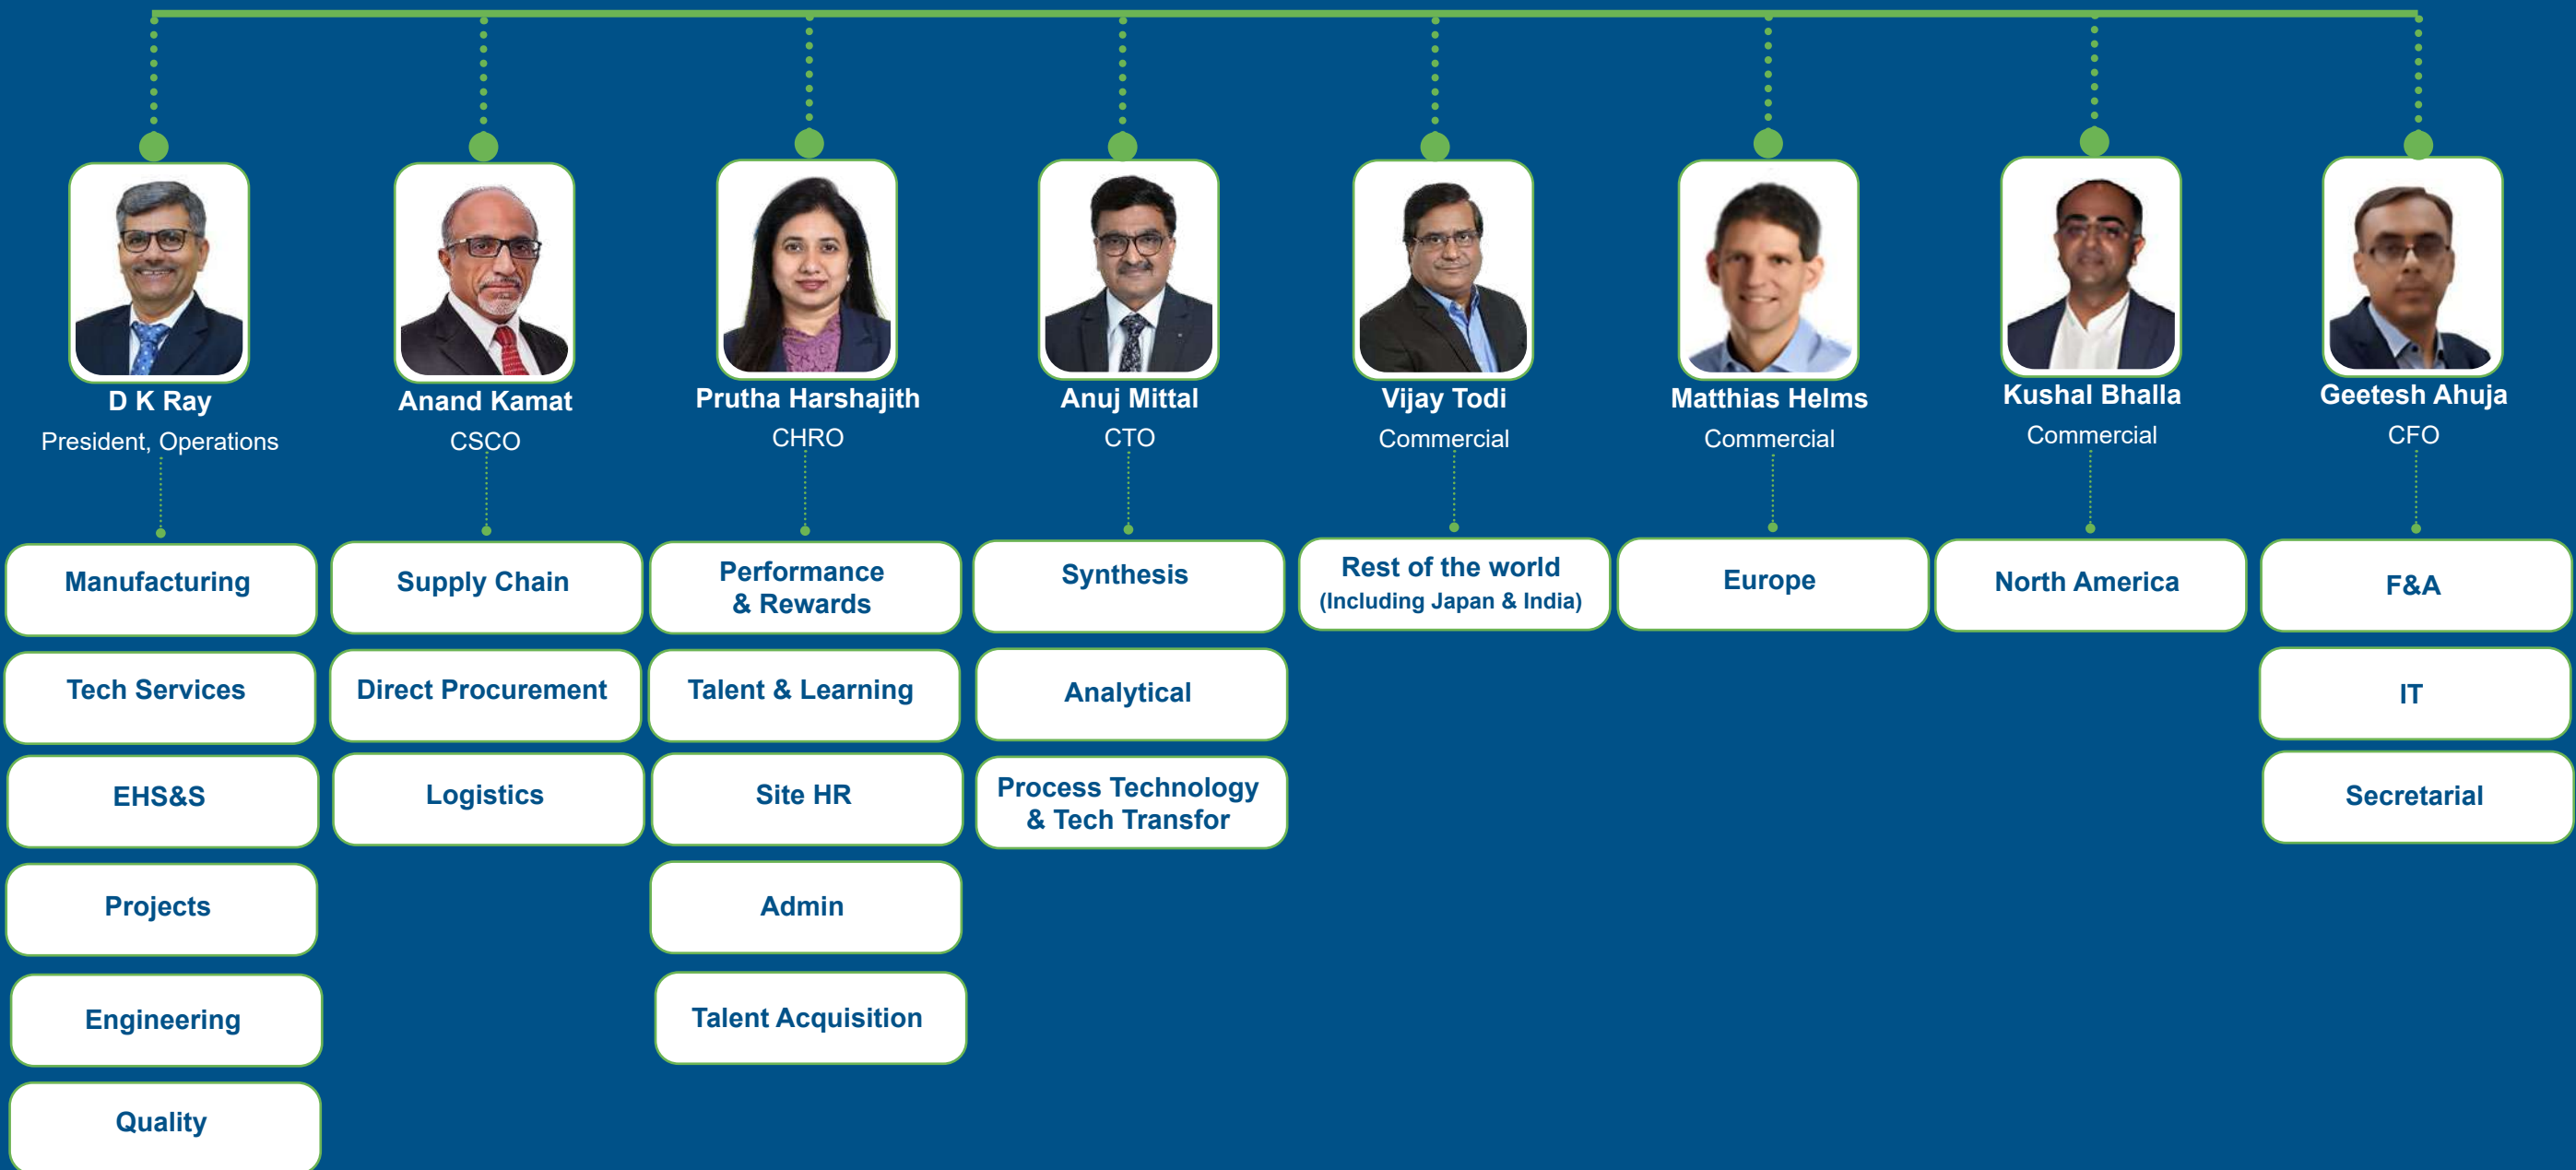 D K Ray
President, Operations
Manufacturing
Tech Services
EHS&S
Projects
Engineering
Quality
Anand Kamat
CSCO
Supply Chain
Direct Procurement
Logistics
Prutha Harshajith
CHRO
Performance
& Rewards
Talent & Learning
Site HR
Admin
Talent Acquisition
Anuj Mittal
CTO
Synthesis
Analytical
Process Technology
& Tech Transfor
Vijay Todi
Commercial
Rest of the world
(Including Japan & India)
Matthias Helms
Commercial
Europe
Kushal Bhalla
Commercial
North America
Geetesh Ahuja
CFO
F&A
IT
Secretarial